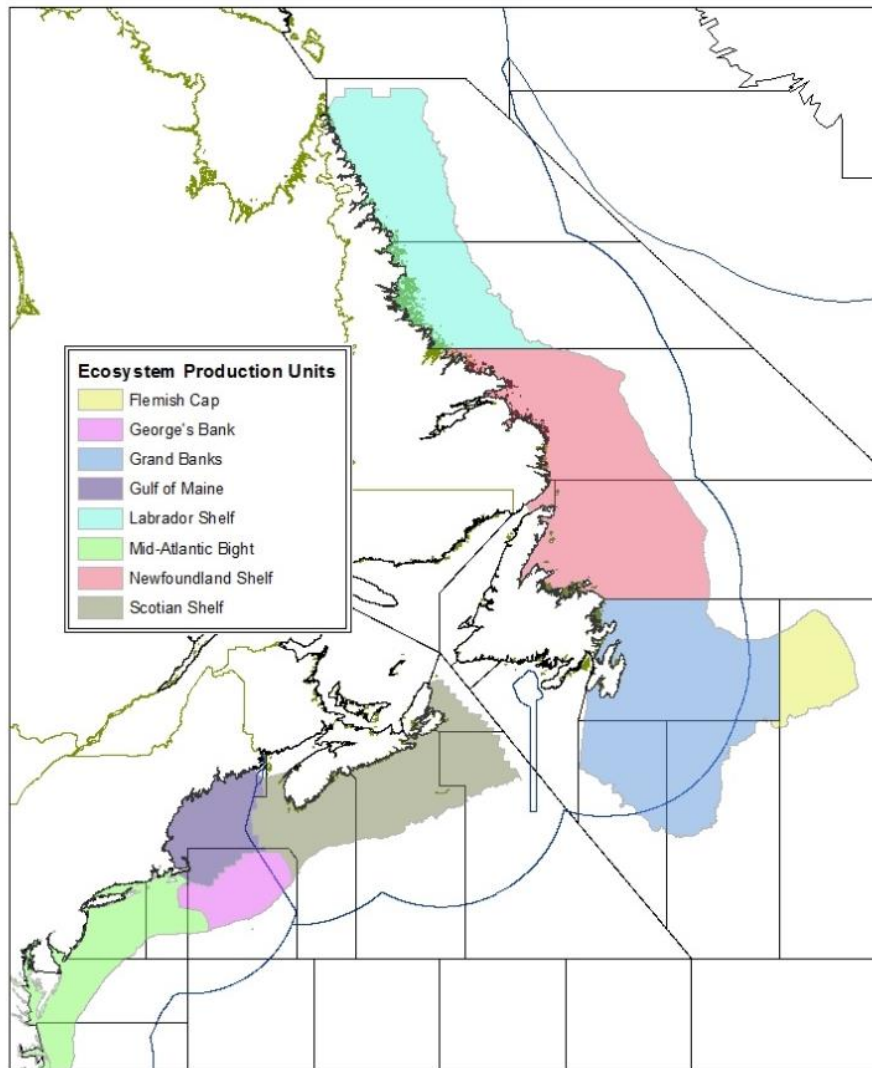 Ecosystem Production Units
Flemish Cap
George's Bank
Grand Banks
Gulf of Maine
Labrador Shelf
Mid-Atlantic Bight
Newfoundland Shelf
Scotian Shelf